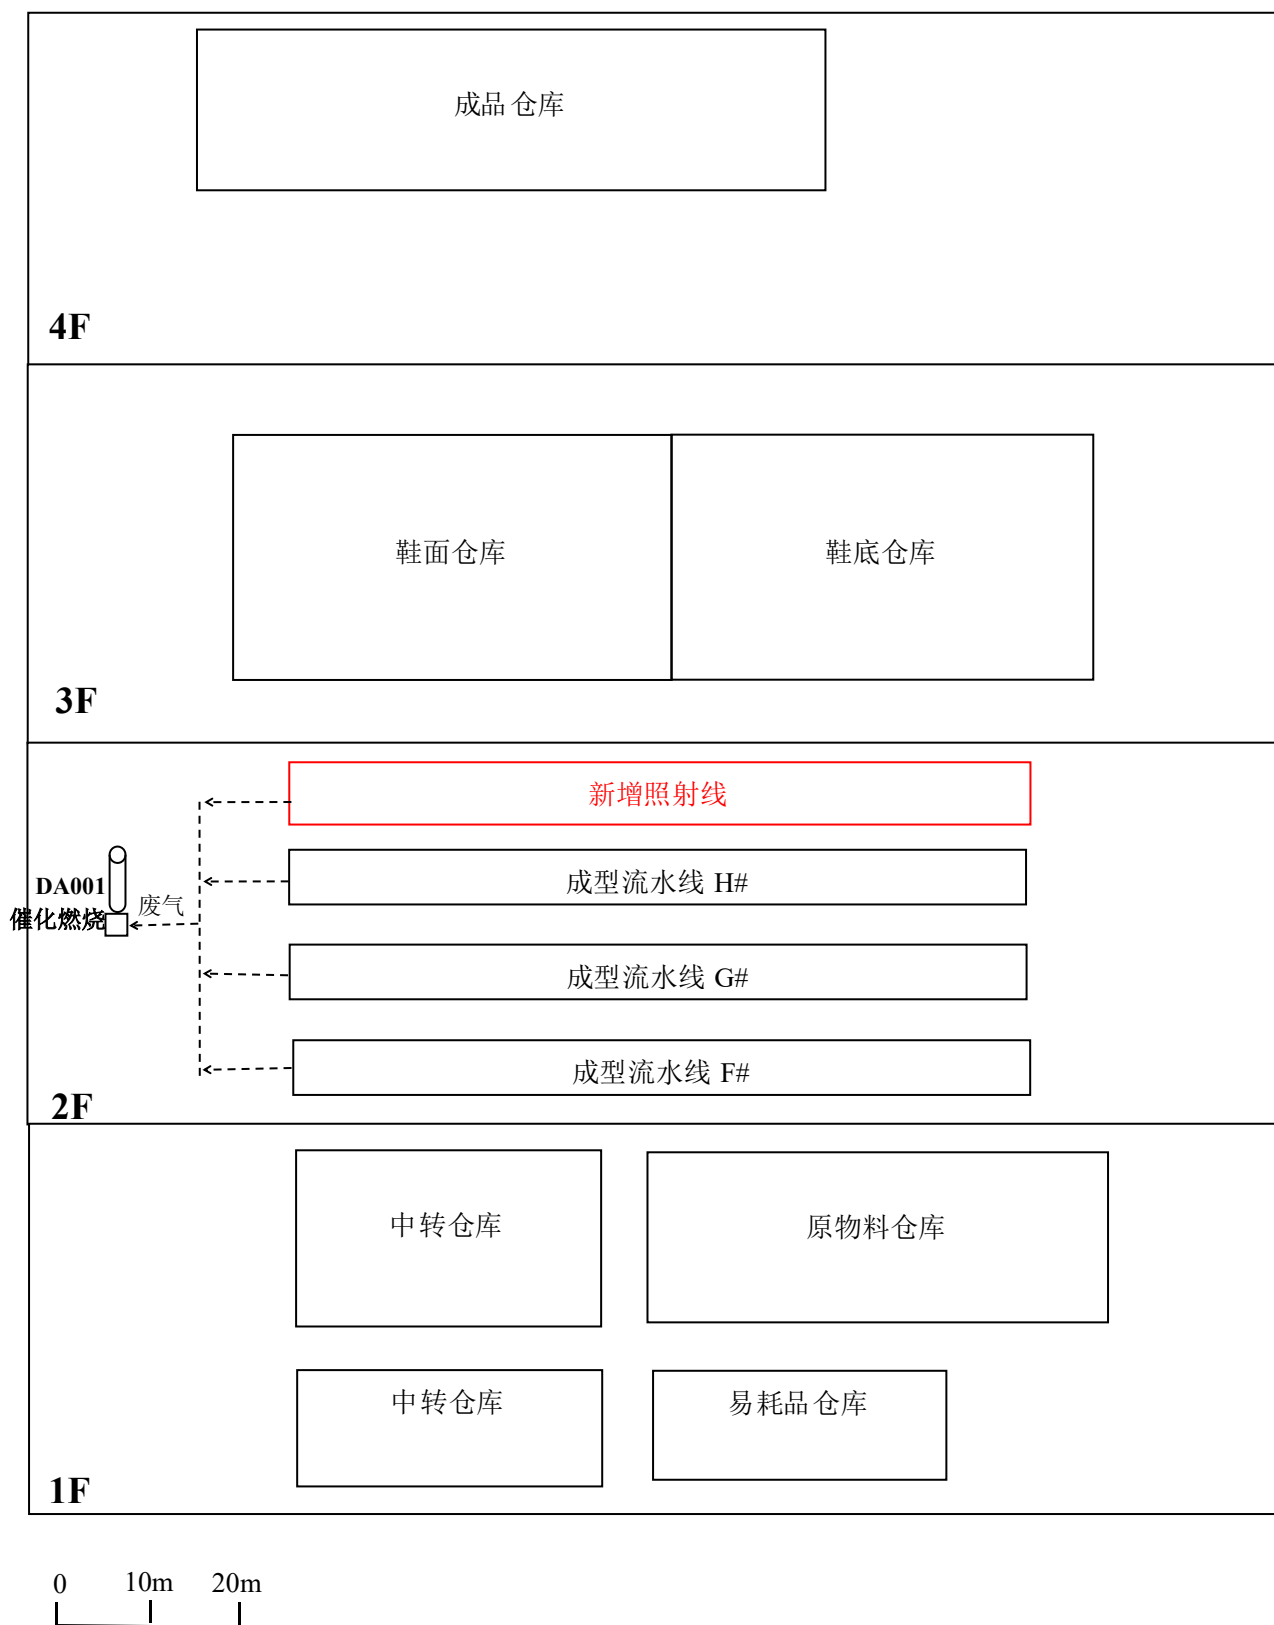 成品仓库
4F
鞋面仓库
鞋底仓库
3F
新增照射线
成型流水线 H#
DA001
废气
催化燃烧
成型流水线 G#
成型流水线 F#
2F
中转仓库
原物料仓库
中转仓库
易耗品仓库
1F
0 10m 20m